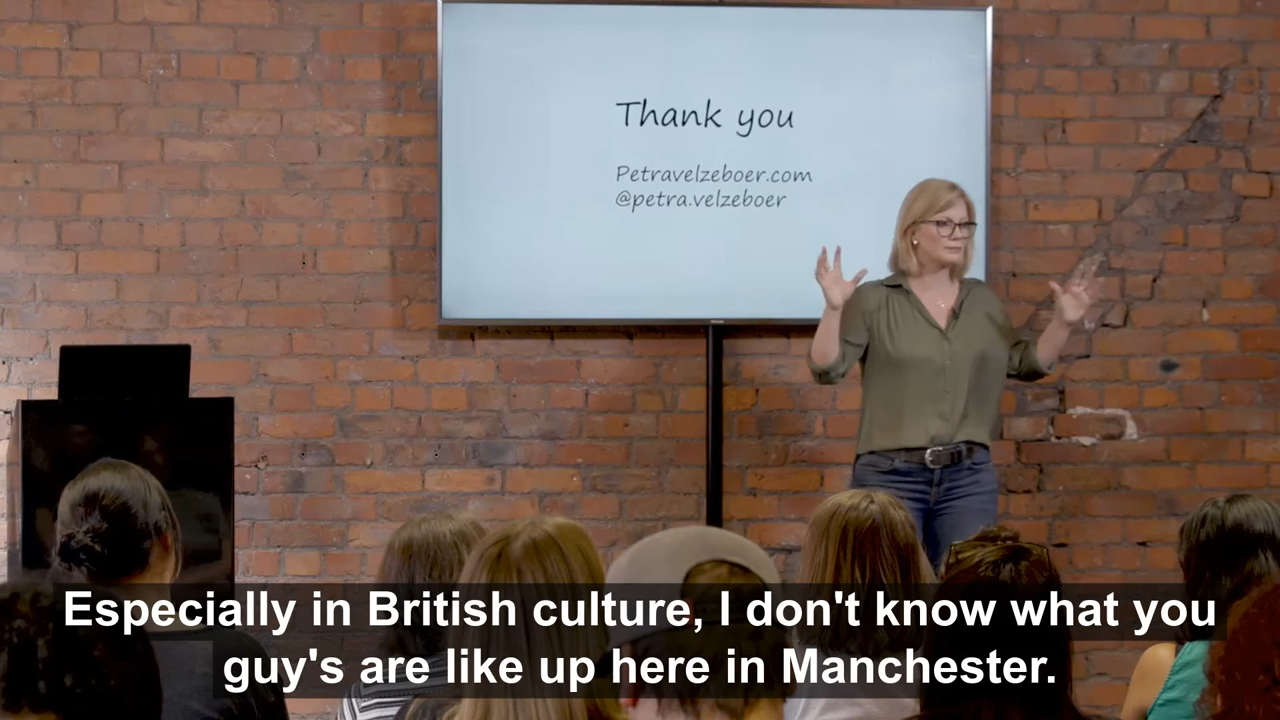 Thank you
Petravelzeboer.com
@petra.velzeboer
Especially in British culture, I don't know what you
guy's are like up here in Manchester.